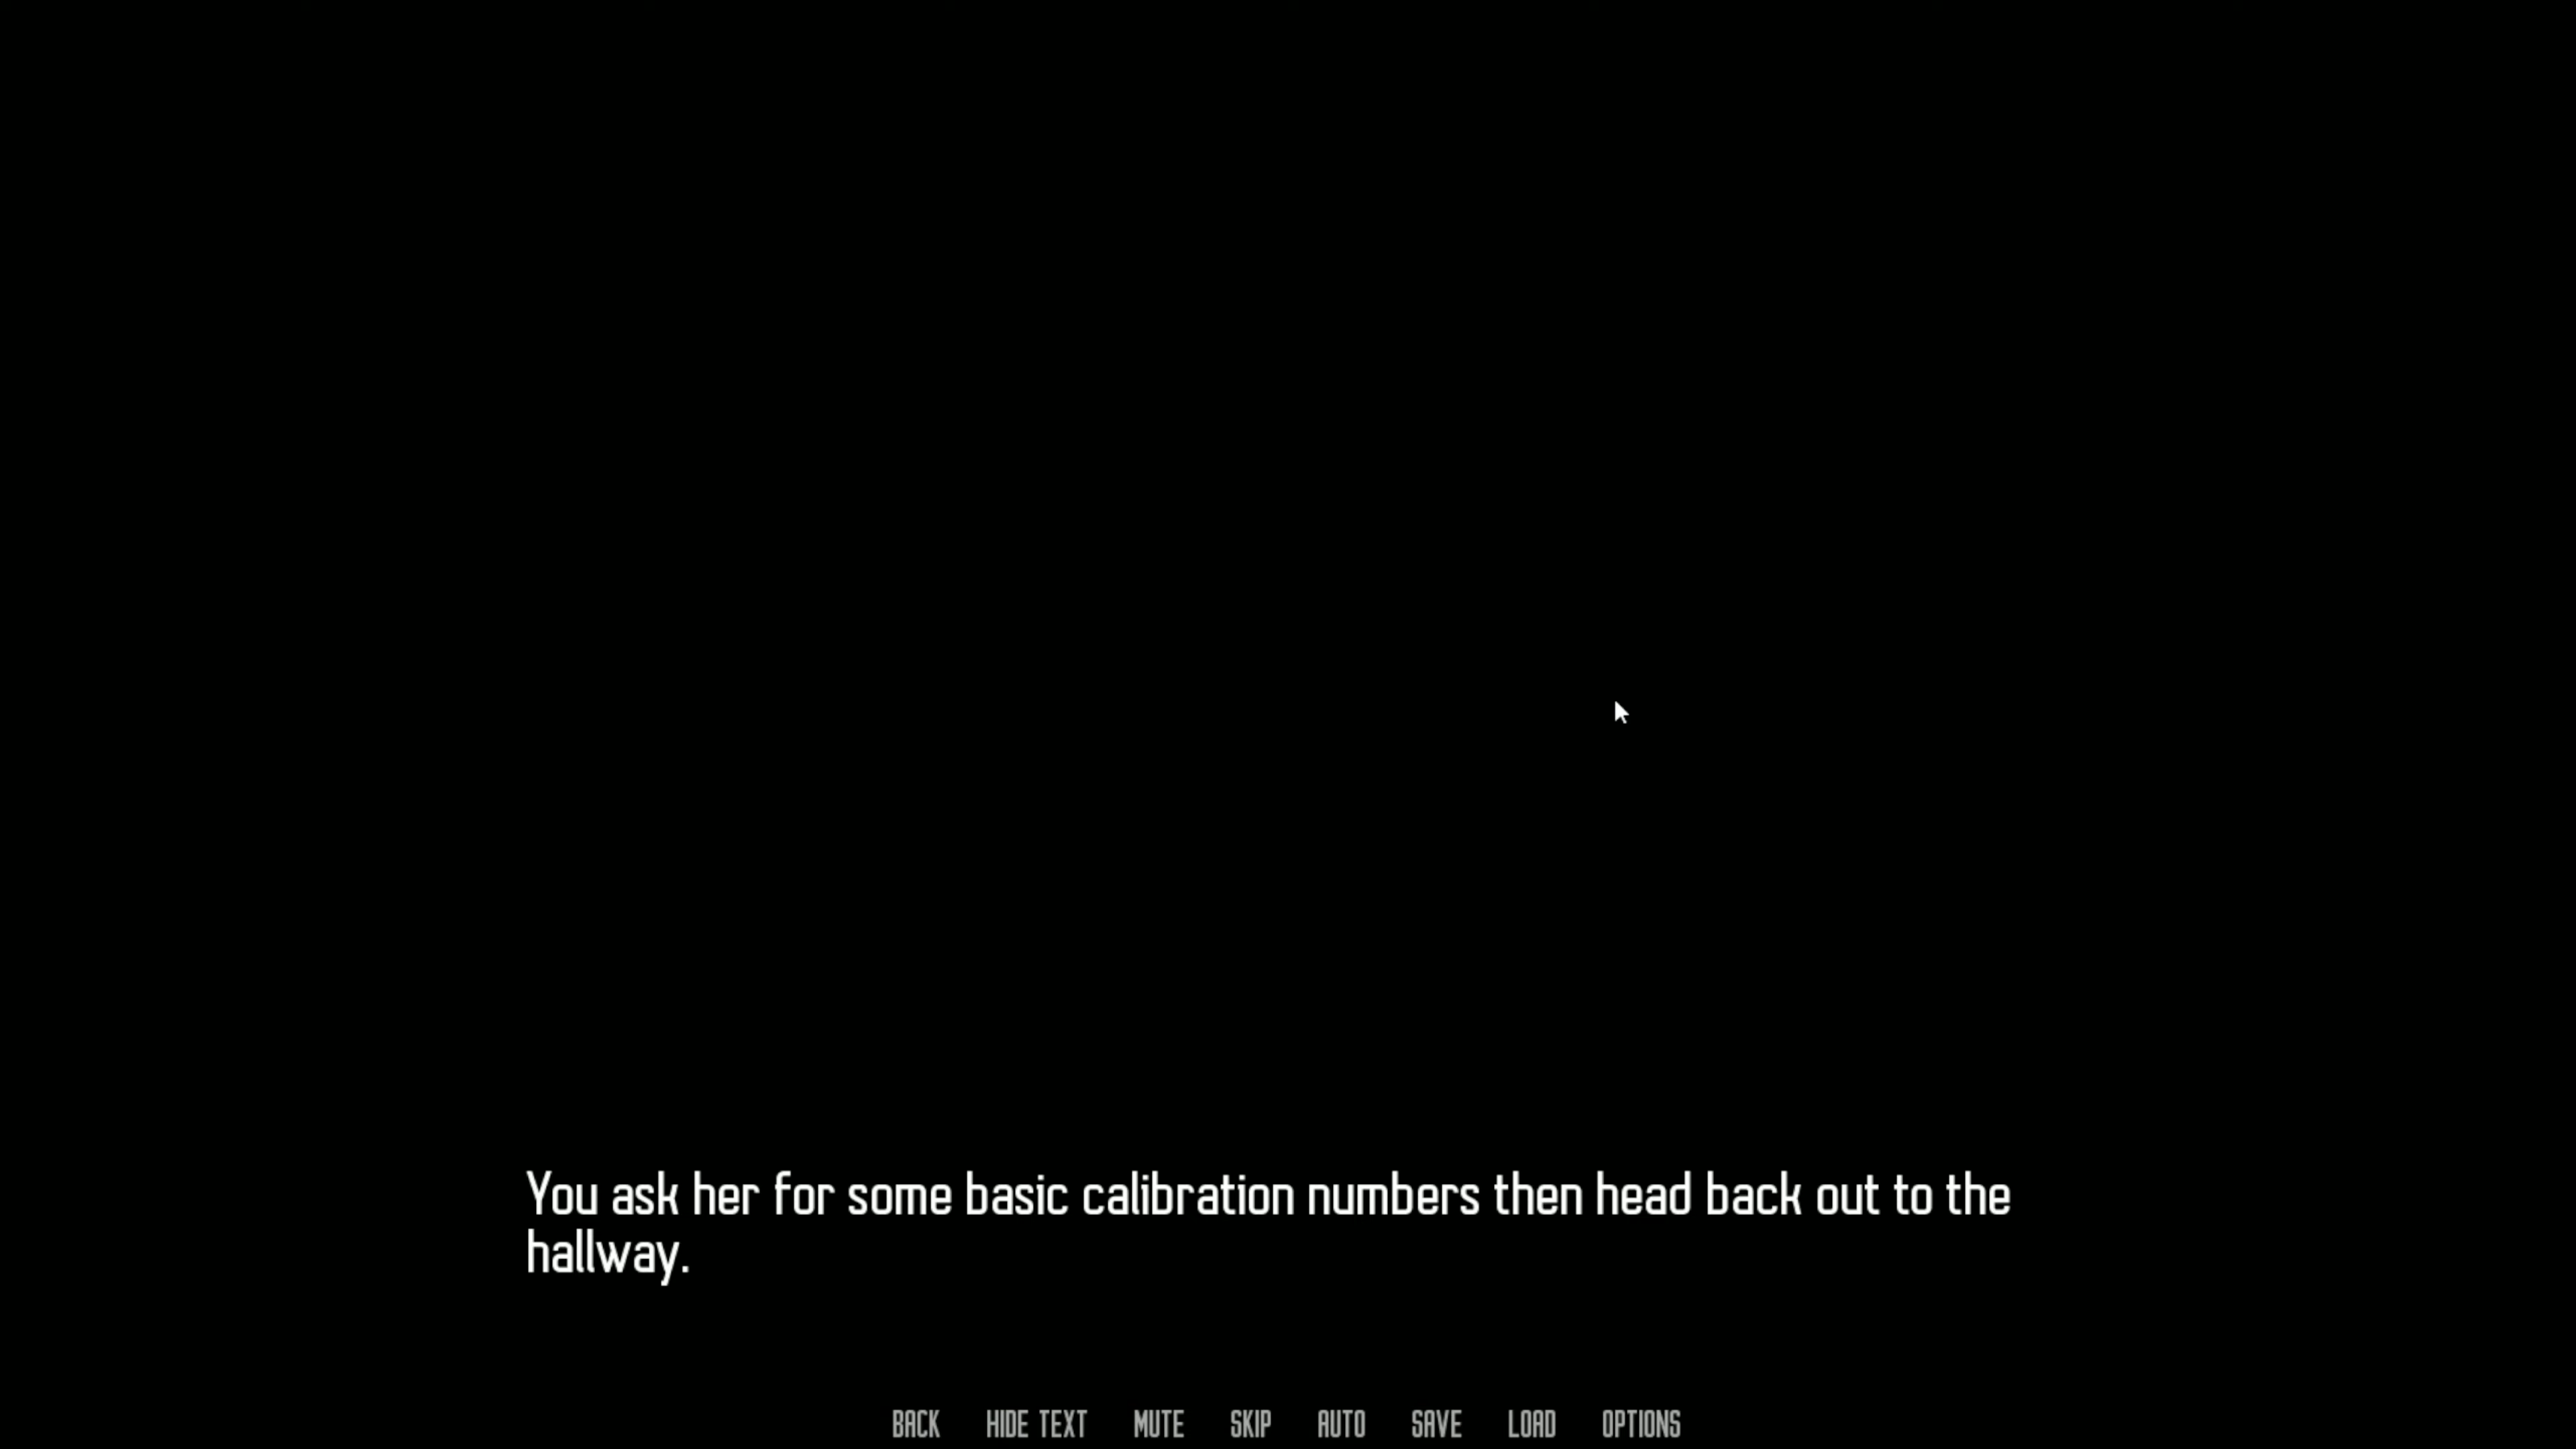 You ask her for some basic calibration numbers then head back out to the
hallway.
BACK HIDE TEXT MUTE SKIP AUTO SAVE LOAD OPTIONS